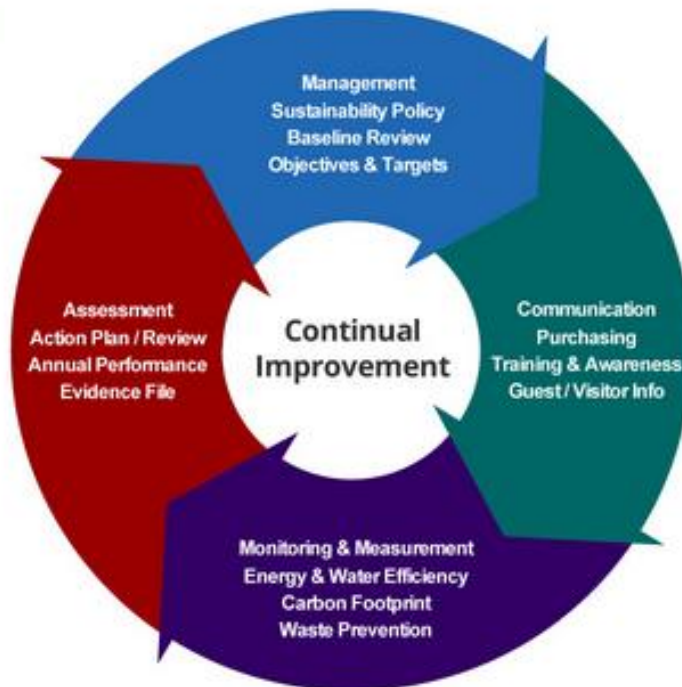 Management
Sustainability Policy
Baseline Review
Objectives & Targets
Communication
Purchasing
Training & Awareness
Guest / Visitor Info
Monitoring & Measurement
Energy & Water Efficiency
Carbon Footprint
Waste Prevention
Assessment
Action Plan / Review
Annual Performance
Evidence File
Continual
Improvement